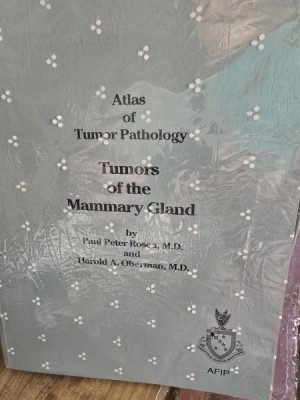 Atlas
of
Tumor Pathology
Tumors
of the
Mammary Gland
by
Paul Peter Rosen, M.D.
and
Harold A. Oberman, M.D.
AFIP